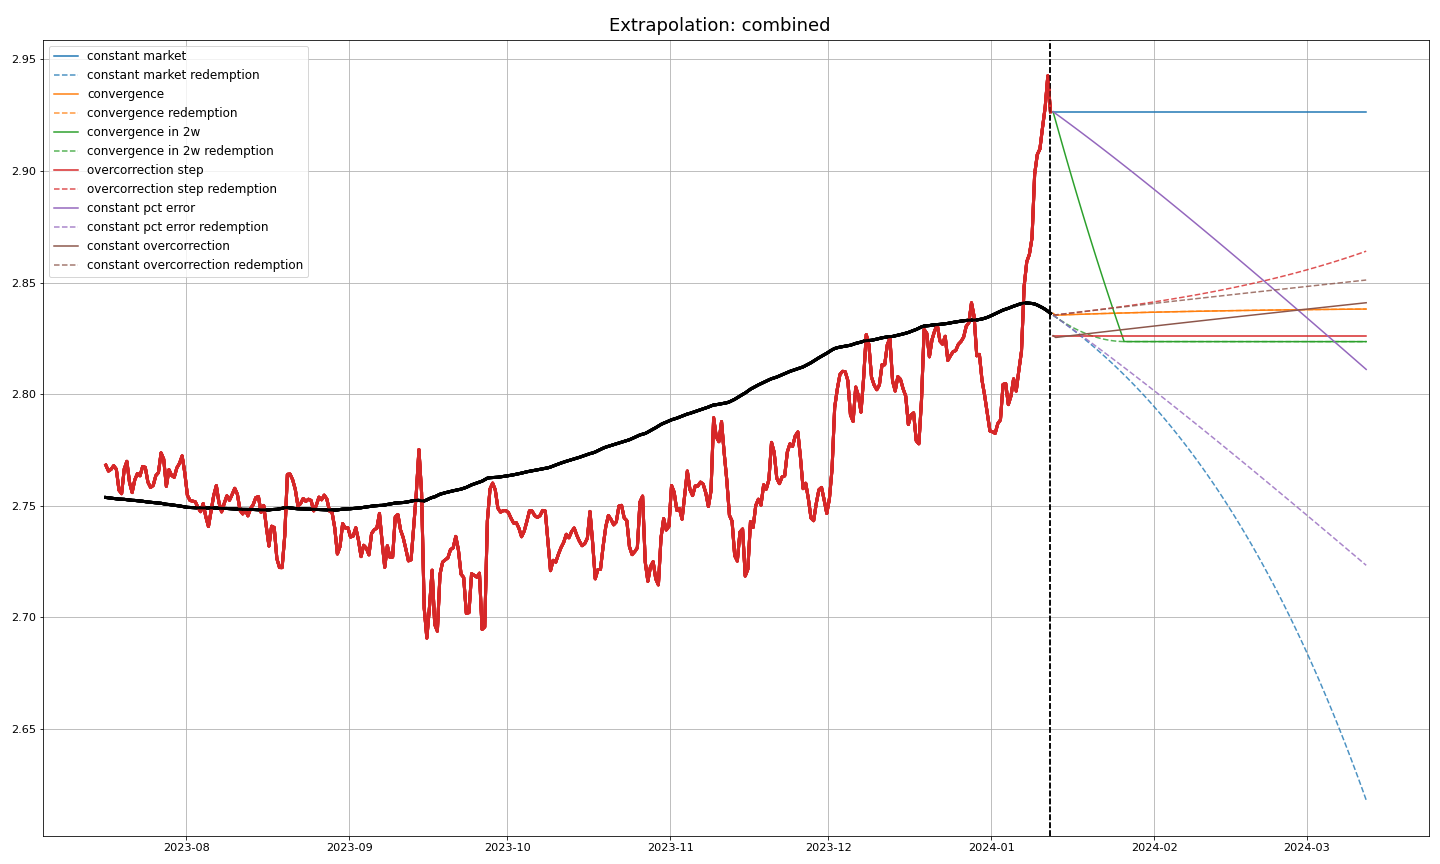 Extrapolation: combined
constant market
constant market redemption
convergence
convergence redemption
convergence in 2w
convergence in 2w redemption
overcorrection step
overcorrection step redemption
constant pct error
constant pct error redemption
constant overcorrection
constant overcorrection redemption
2.95
2.90
2.85
2.80
2.75
2.70
2.65
2023-08
2023-09
2023-10
2023-11
2023-12
2024-01
2024-02
2024-03